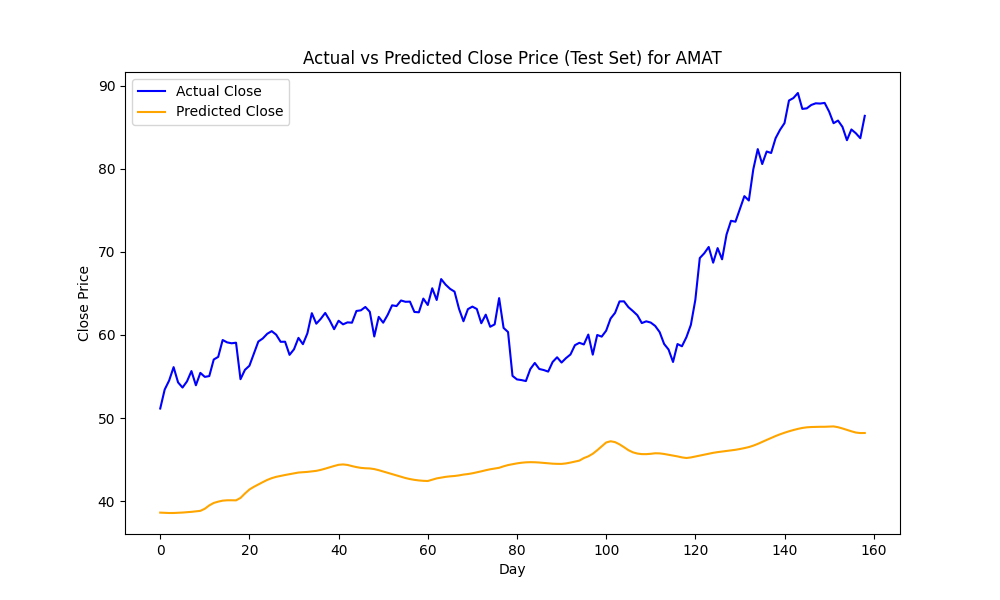 Actual vs Predicted Close Price (Test Set) for AMAT
Actual Close
Predicted Close
90
80
70
60
50
40
Close Price
0 20 40 60 80 100 120 140 160
Day